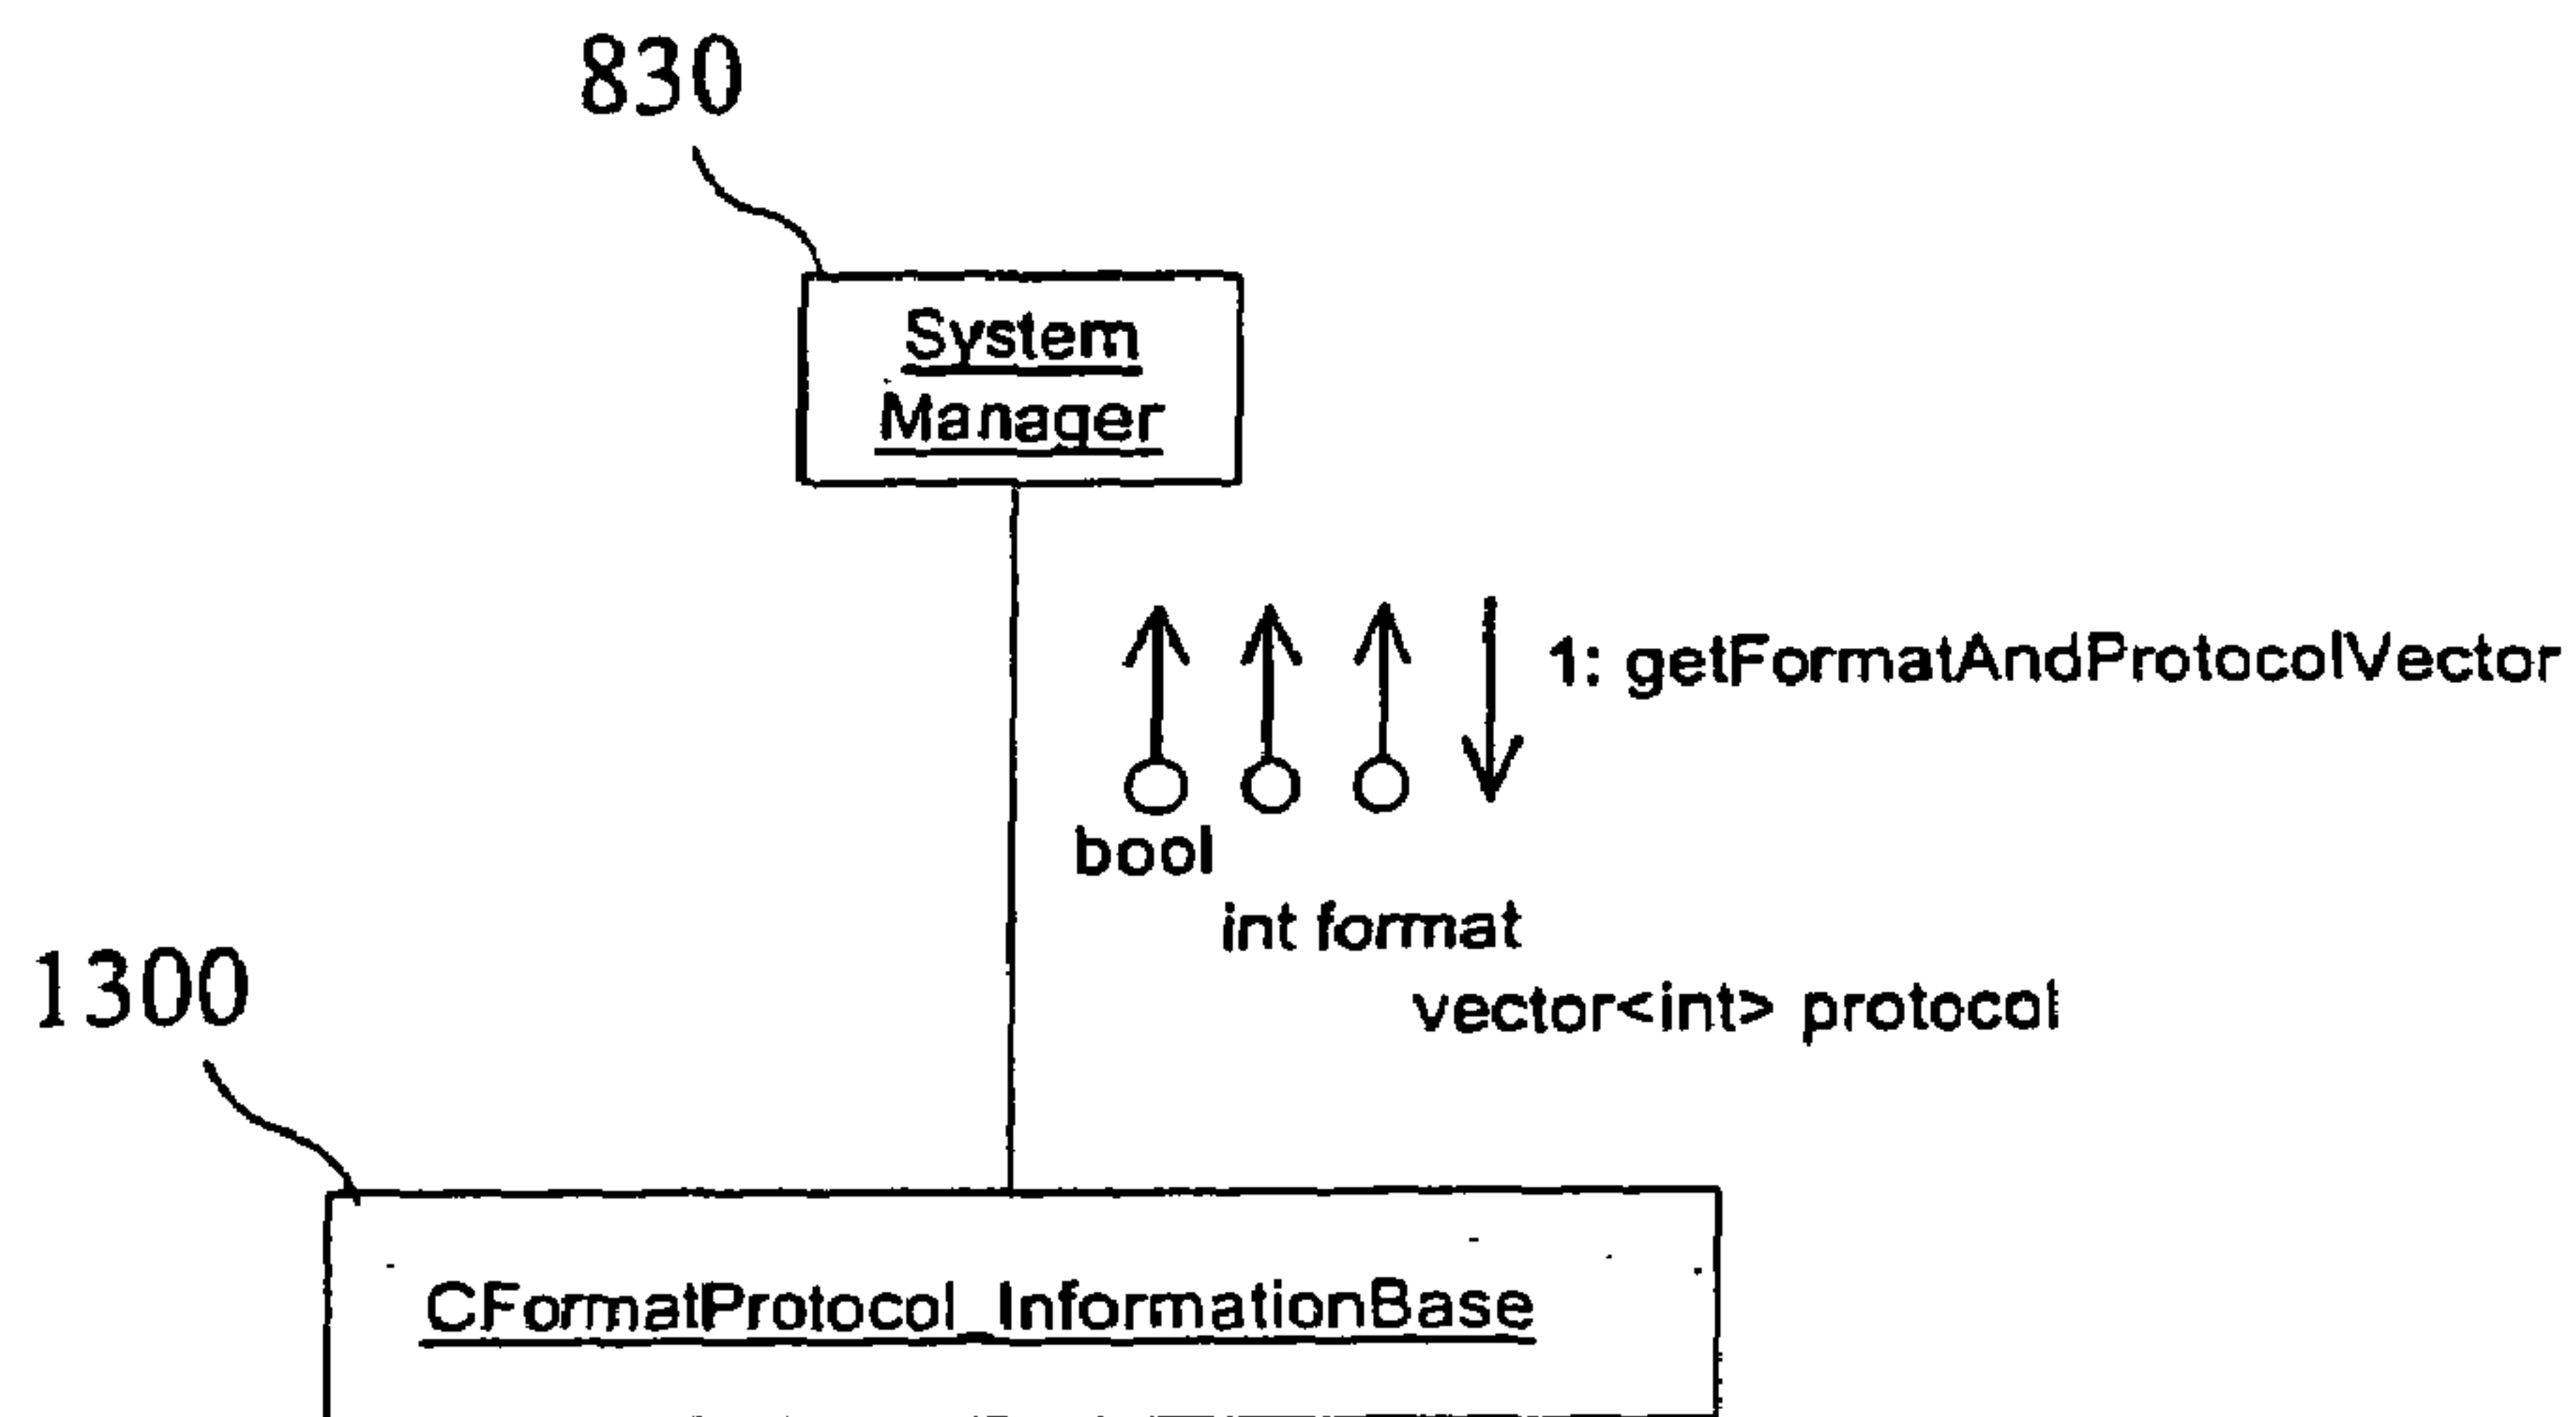 830
System
Manager
1: getFormatAndProtocolVector
bool
int format
vector<int> protocol
1300
CFormatProtocol_InformationBase